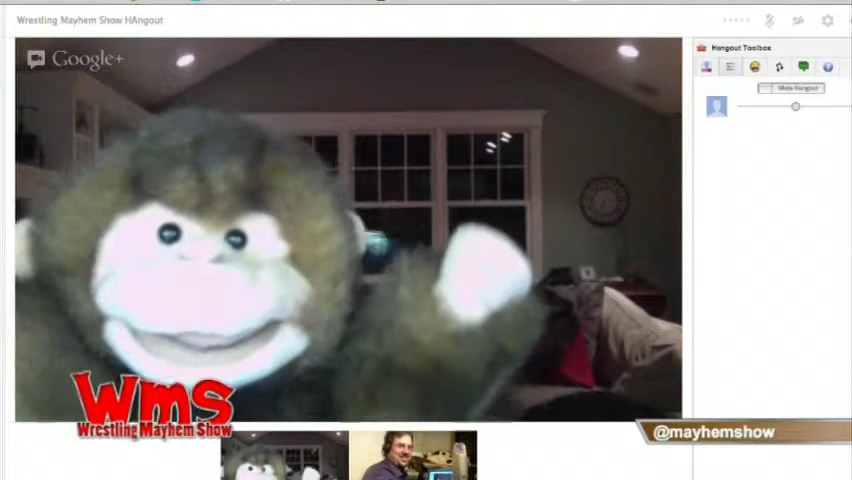 Wrestling Mayhem Show HAngout
Google+
Hangout Toolbox
Mute Hangout
WMS
Wrestling Mayhem Show
@mayhemshow